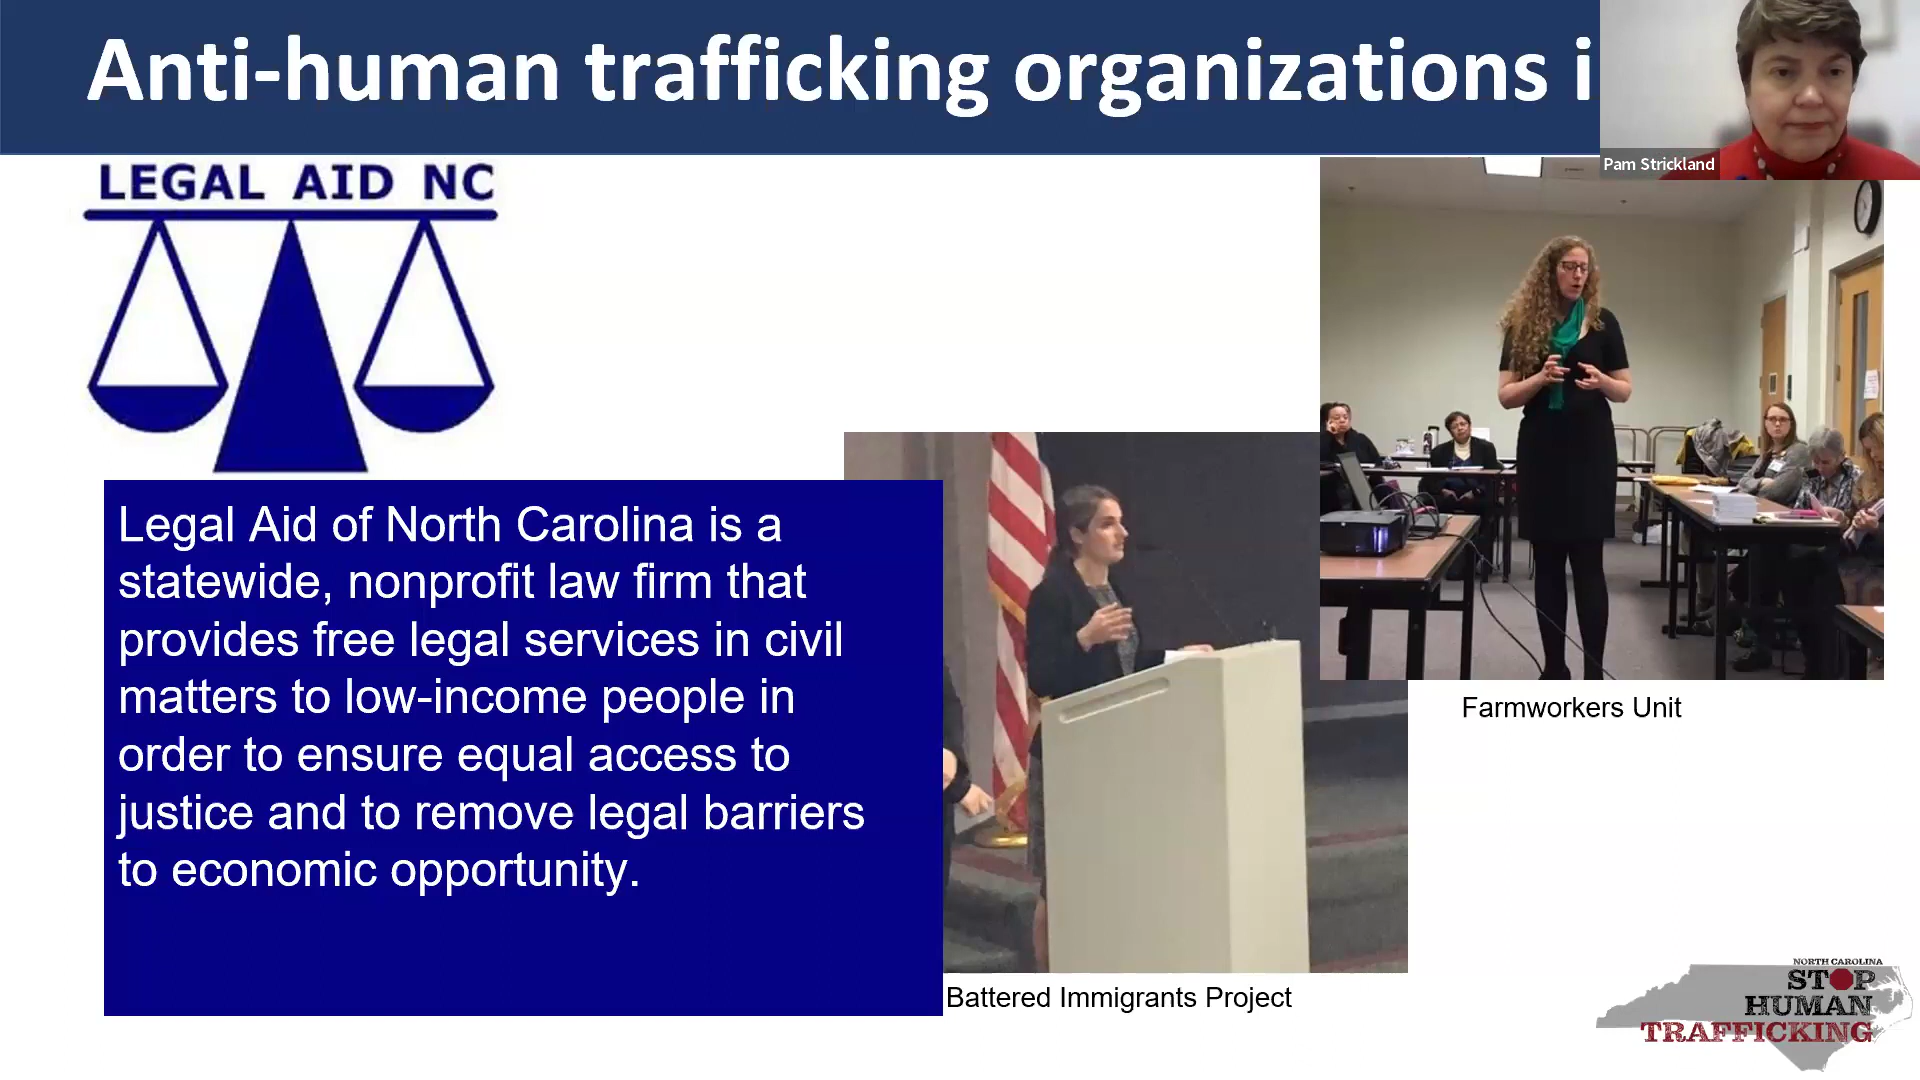 Anti-human trafficking organizations i
Pam Strickland
LEGAL AID NC
Legal Aid of North Carolina is a
statewide, nonprofit law firm that
provides free legal services in civil
matters to low-income people in
order to ensure equal access to
justice and to remove legal barriers
to economic opportunity.
Farmworkers Unit
Battered Immigrants Project
NORTH CAROLINA
STOP
HUMAN
TRAFFICKING